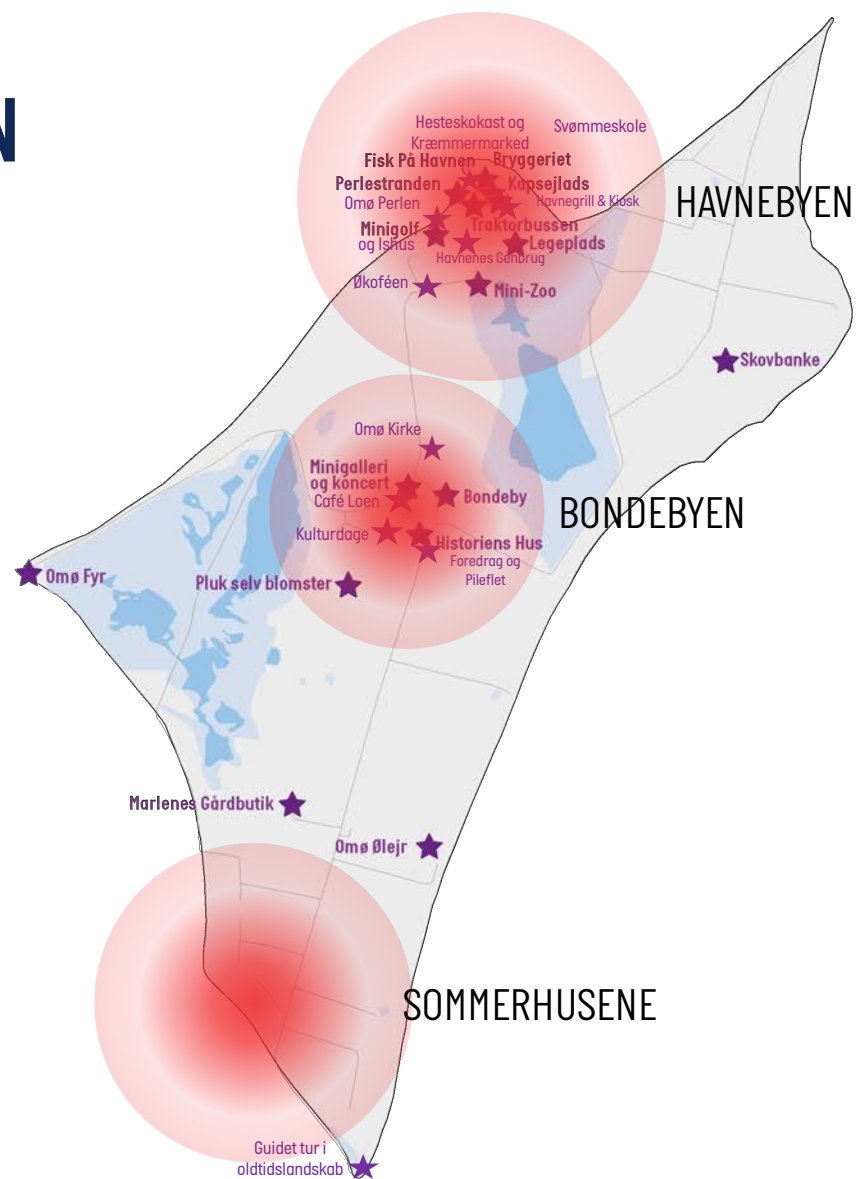 N
Hesteskokast og
Kræmmermarked
Svømmeskole
Fisk På Havnen
Bryggeriet
Perlestranden
Kapsejlads
Omø Perlen
Havnegrill & Kiosk
HAVNEBYEN
Minigolf
og Ishus
Traktorbussen
Legeplads
Havnenes Genbrug
Økoféen
Mini-Zoo
Skovbanke
Omø Kirke
Minigalleri
og koncert
Café Loen
Bondeby
BONDEBYEN
Kulturdage
Historiens Hus
Foredrag og
Pileflet
Omø Fyr
Pluk selv blomster
Marlenes Gårdbutik
Omø Ølejr
SOMMERHUSENE
Guidet tur i
oldtidslandskab